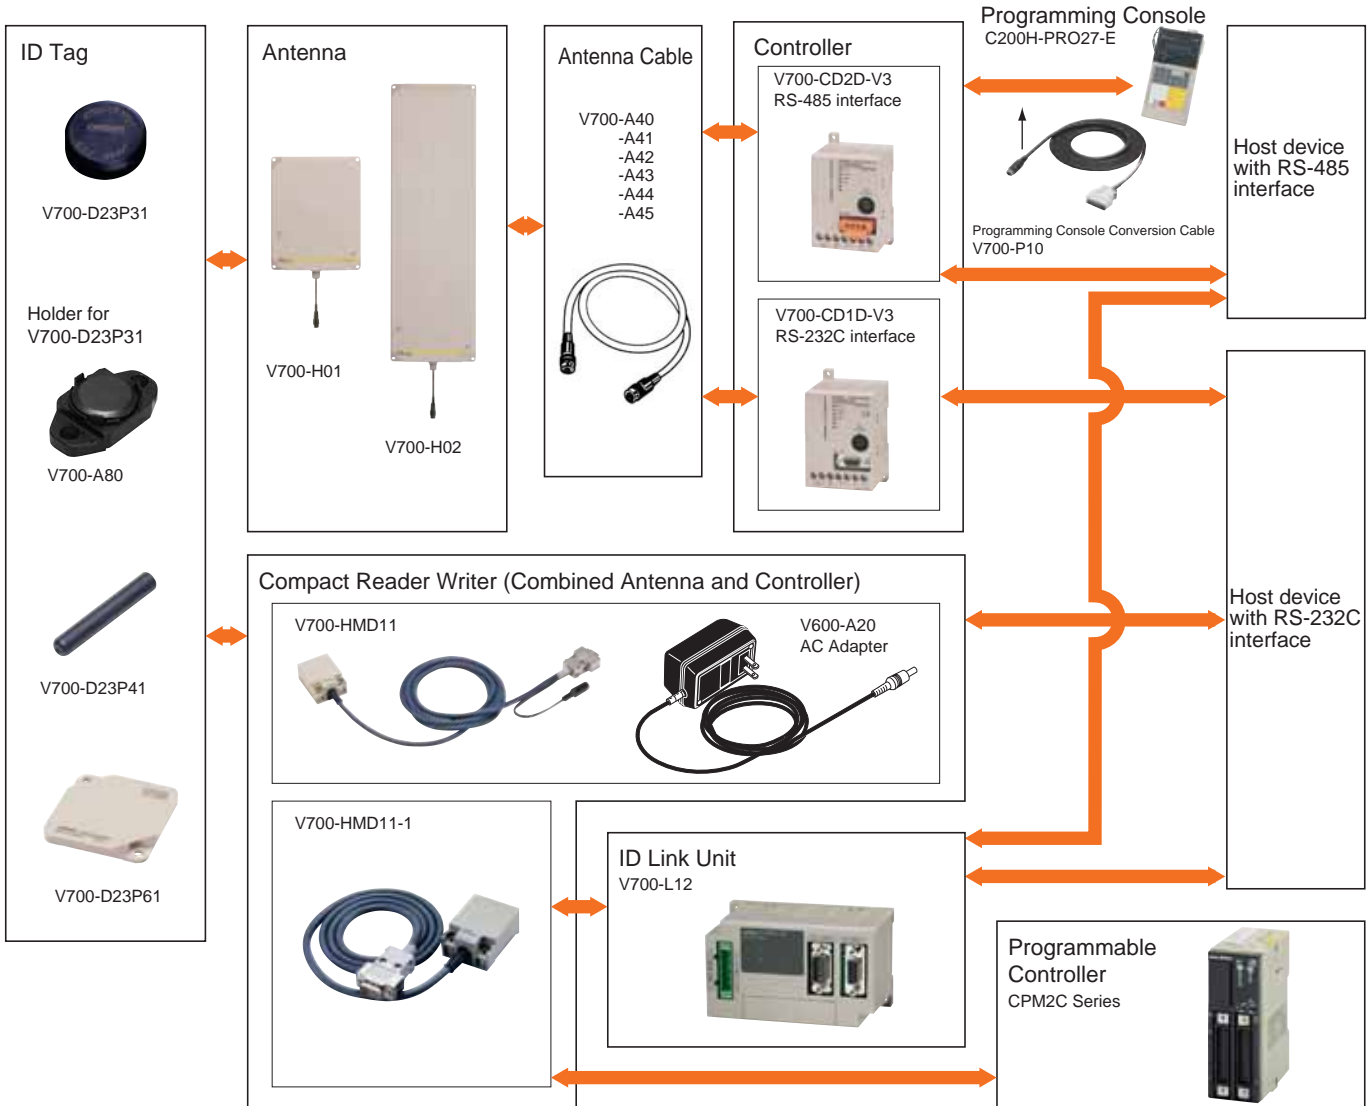 ID Tag
V700-D23P31
Holder for
V700-D23P31
V700-A80
V700-D23P41
V700-D23P61
Antenna
V700-H01
V700-H02
Antenna Cable
V700-A40
-A41
-A42
-A43
-A44
-A45
Controller
V700-CD2D-V3
RS-485 interface
V700-CD1D-V3
RS-232C interface
Programming Console
C200H-PRO27-E
Programming Console Conversion Cable
V700-P10
Host device
with RS-485
interface
Host device
with RS-232C
interface
Compact Reader Writer (Combined Antenna and Controller)
V700-HMD11
V600-A20
AC Adapter
V700-HMD11-1
ID Link Unit
V700-L12
Programmable
Controller
CPM2C Series